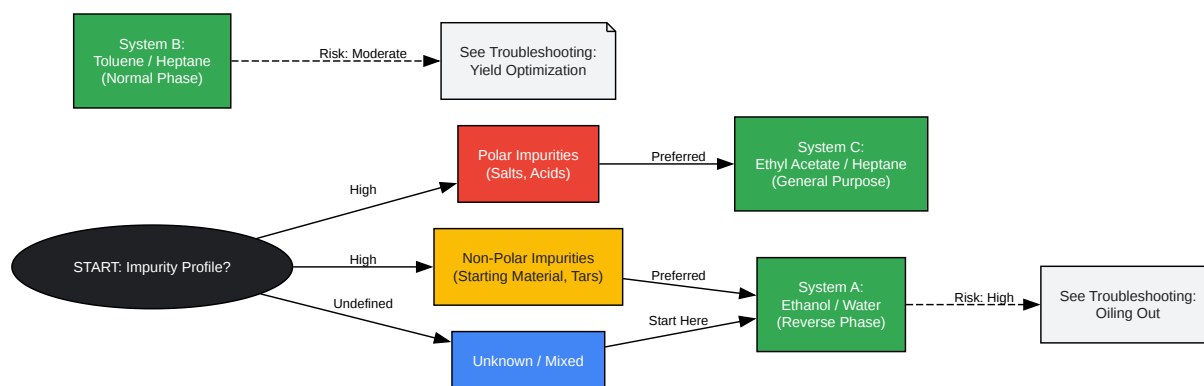 System B:
Toluene / Heptane
(Normal Phase)
Risk: Moderate
See Troubleshooting:
Yield Optimization
Polar Impurities
(Salts, Acids)
Preferred
System C:
Ethyl Acetate / Heptane
(General Purpose)
High
START: Impurity Profile?
High
Non-Polar Impurities
(Starting Material, Tars)
Preferred
System A:
Ethanol / Water
(Reverse Phase)
Risk: High
See Troubleshooting:
Oiling Out
Undefined
Unknown / Mixed
Start Here